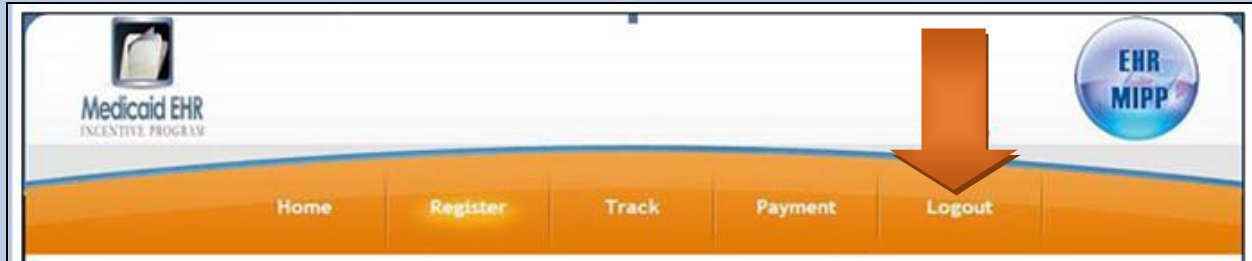 Medicaid EHR
INCENTIVE PROGRAM
EHR
MIPP
Home Register Track Payment Logout